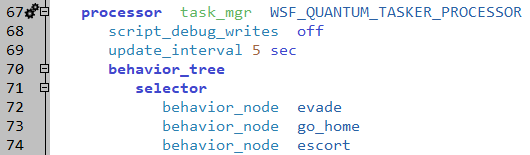 67 processor task_mgr WSF_QUANTUM_TASKER_PROCESSOR
68 script_debug_writes off
69 update_interval 5 sec
70 behavior_tree
71 selector
72 behavior_node evade
73 behavior_node go_home
74 behavior_node escort